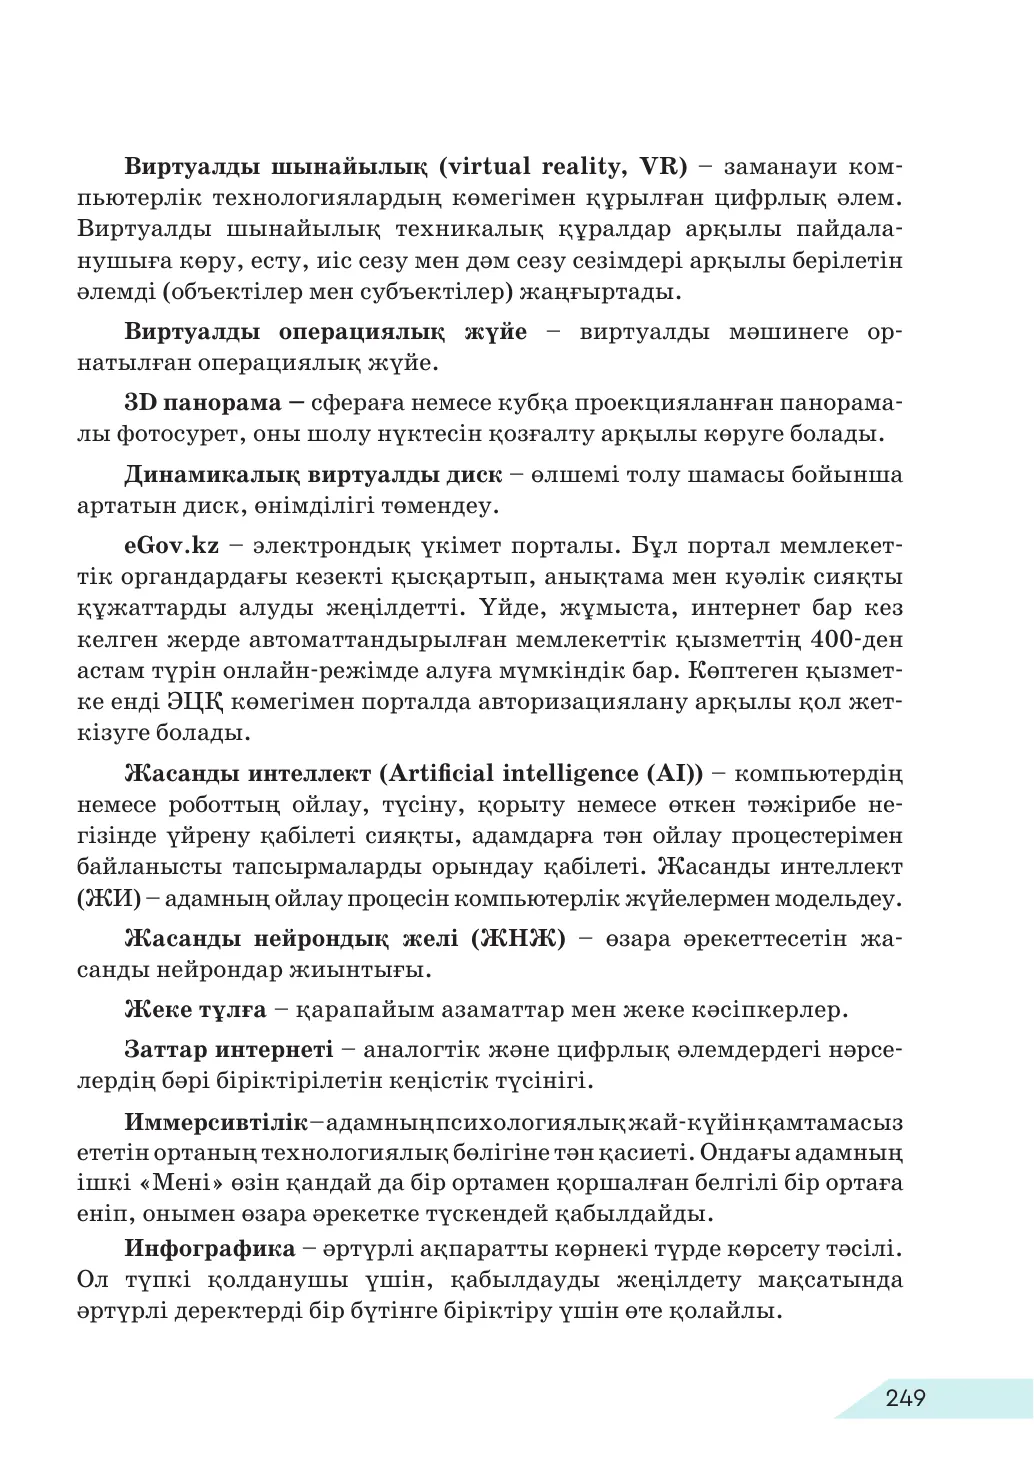 Виртуалды шынайылық (virtual reality, VR) – заманауи ком-
пьютерлік технологиялардың көмегімен құрылған цифрлық әлем.
Виртуалды шынайылық техникалық құралдар арқылы пайдала-
нушыға көру, есту, иіс сезу мен дәм сезу сезімдері арқылы берілетін
әлемді (объектілер мен субъектілер) жаңғыртады.
Виртуалды операциялық жүйе – виртуалды мәшинеге ор-
натылған операциялық жүйе.
3D панорама – сфераға немесе кубқа проекцияланған панорама-
лы фотосурет, оны шолу нүктесін қозғалту арқылы көруге болады.
Динамикалық виртуалды диск – өлшемі толу шамасы бойынша
артатын диск, өнімділігі төмендеу.
eGov.kz – электрондық үкімет порталы. Бұл портал мемлекет-
тік органдардағы кезекті қысқартып, анықтама мен куәлік сияқты
құжаттарды алуды жеңілдетті. Үйде, жұмыста, интернет бар кез
келген жерде автоматтандырылған мемлекеттік қызметтің 400-ден
астам түрін онлайн-режімде алуға мүмкіндік бар. Көптеген қызмет-
ке енді ЭЦҚ көмегімен порталда авторизациялану арқылы қол жет-
кізуге болады.
Жасанды интеллект (Artificial intelligence (AI)) – компьютердің
немесе роботтың ойлау, түсіну, қорыту немесе өткен тәжірибе не-
гізінде үйрену қабілеті сияқты, адамдарға тән ойлау процестерімен
байланысты тапсырмаларды орындау қабілеті. Жасанды интеллект
(ЖИ) – адамның ойлау процесін компьютерлік жүйелермен модельдеу.
Жасанды нейрондық желі (ЖНЖ) – өзара әрекеттесетін жа-
санды нейрондар жиынтығы.
Жеке тұлға – қарапайым азаматтар мен жеке кәсіпкерлер.
Заттар интернеті – аналогтік және цифрлық әлемдердегі нәрсе-
лердің бәрі біріктірілетін кеңістік түсінігі.
Иммерсивтілік – адамның психологиялық жай-күйін қамтамасыз
ететін ортаның технологиялық бөлігіне тән қасиеті. Ондағы адамның
ішкі «Мені» өзін қандай да бір ортамен қоршалған белгілі бір ортаға
еніп, онымен өзара әрекетке түскендей қабылдайды.
Инфографика – әртүрлі ақпаратты көрнекі түрде көрсету тәсілі.
Ол түпкі қолданушы үшін, қабылдауды жеңілдету мақсатында
әртүрлі деректерді бір бүтінге біріктіру үшін өте қолайлы.
249